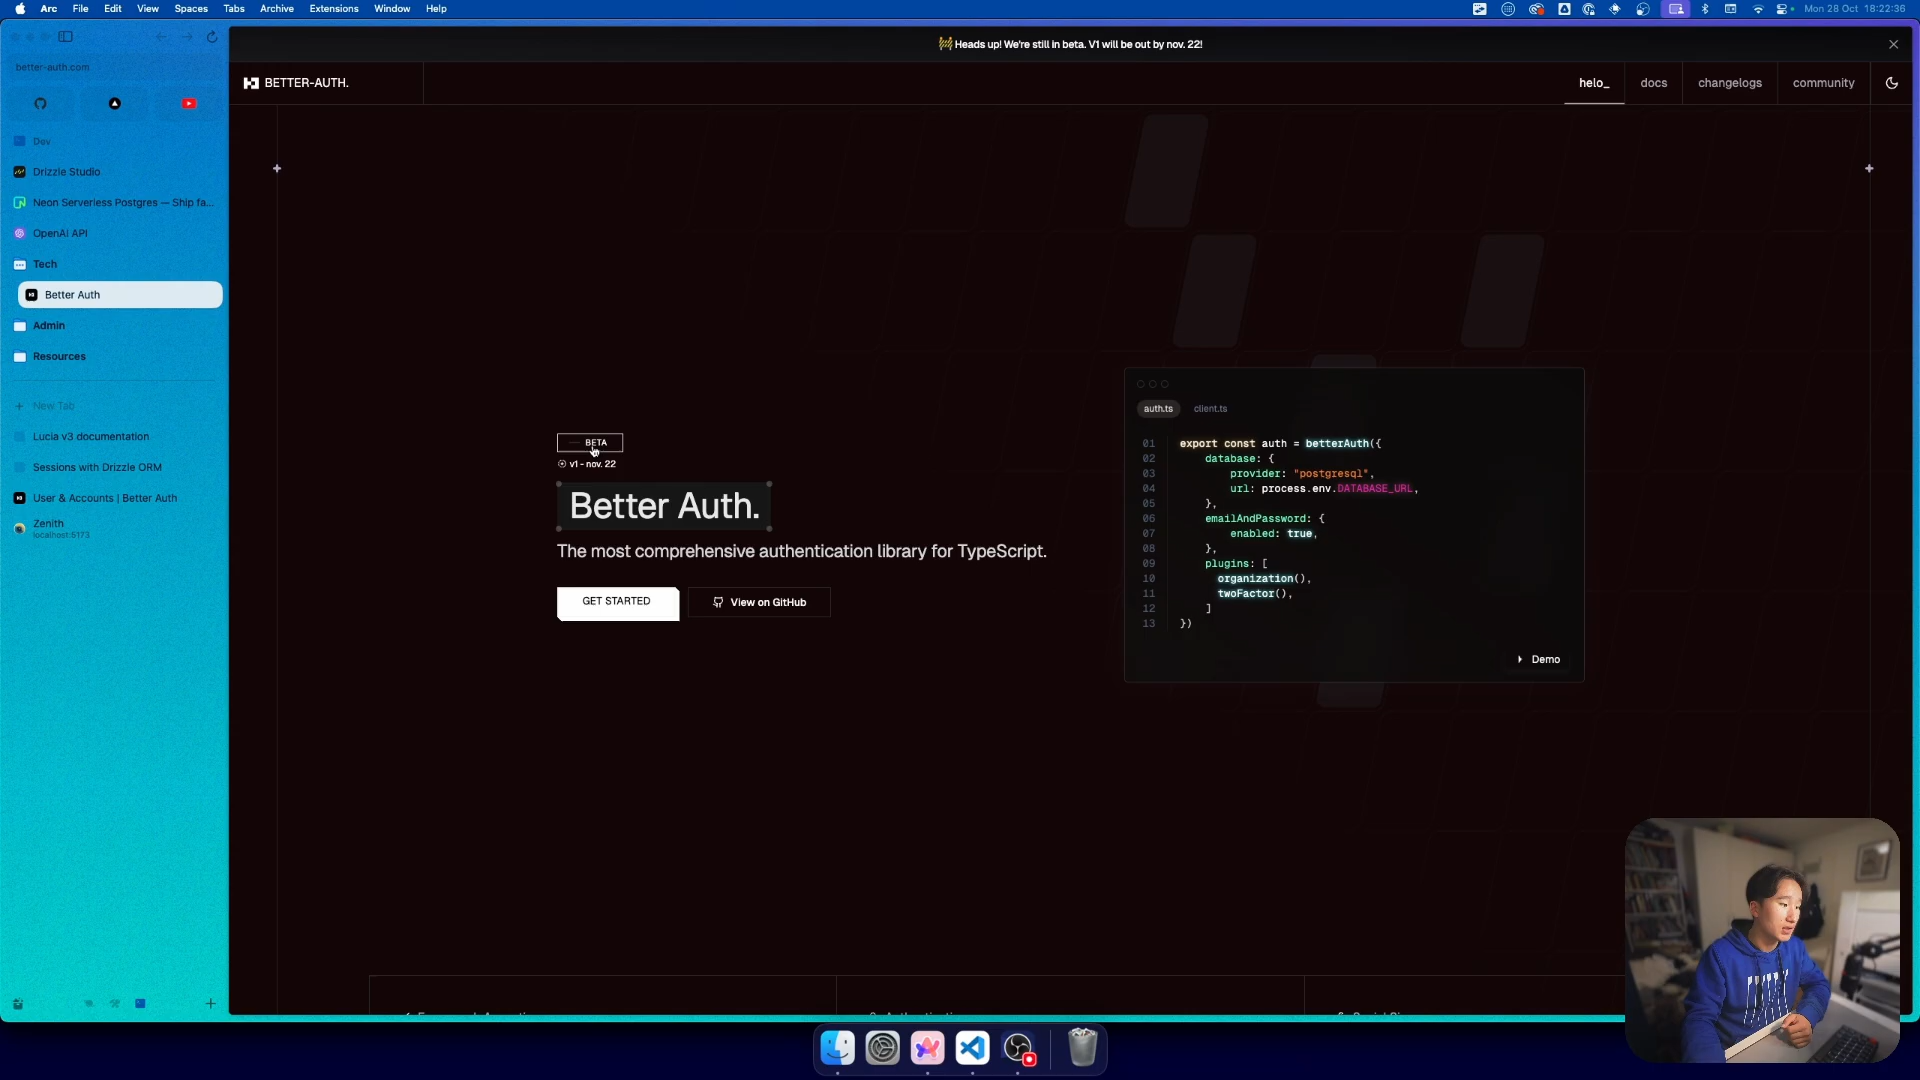 Arc File Edit View Spaces Tabs Archive Extensions Window Help
Mon 28 Oct 18:22:36
better-auth.com
Dev
Drizzle Studio
Neon Serverless Postgres — Ship fa...
OpenAI API
Tech
Better Auth
Admin
Resources
New Tab
Lucia v3 documentation
Sessions with Drizzle ORM
User & Accounts | Better Auth
Zenith
localhost:5173
Heads up! We're still in beta. V1 will be out by nov. 22!
BETTER-AUTH.
helo_ docs changelogs community
BETA
v1 - nov. 22
Better Auth.
The most comprehensive authentication library for TypeScript.
GET STARTED
View on GitHub
auth.ts client.ts
01 export const auth = betterAuth({
02 database: {
03 provider: "postgresql",
04 url: process.env.DATABASE_URL,
05 },
06 emailAndPassword: {
07 enabled: true,
08 },
09 plugins: [
10 organization(),
11 twoFactor(),
12 ]
13 })
Demo